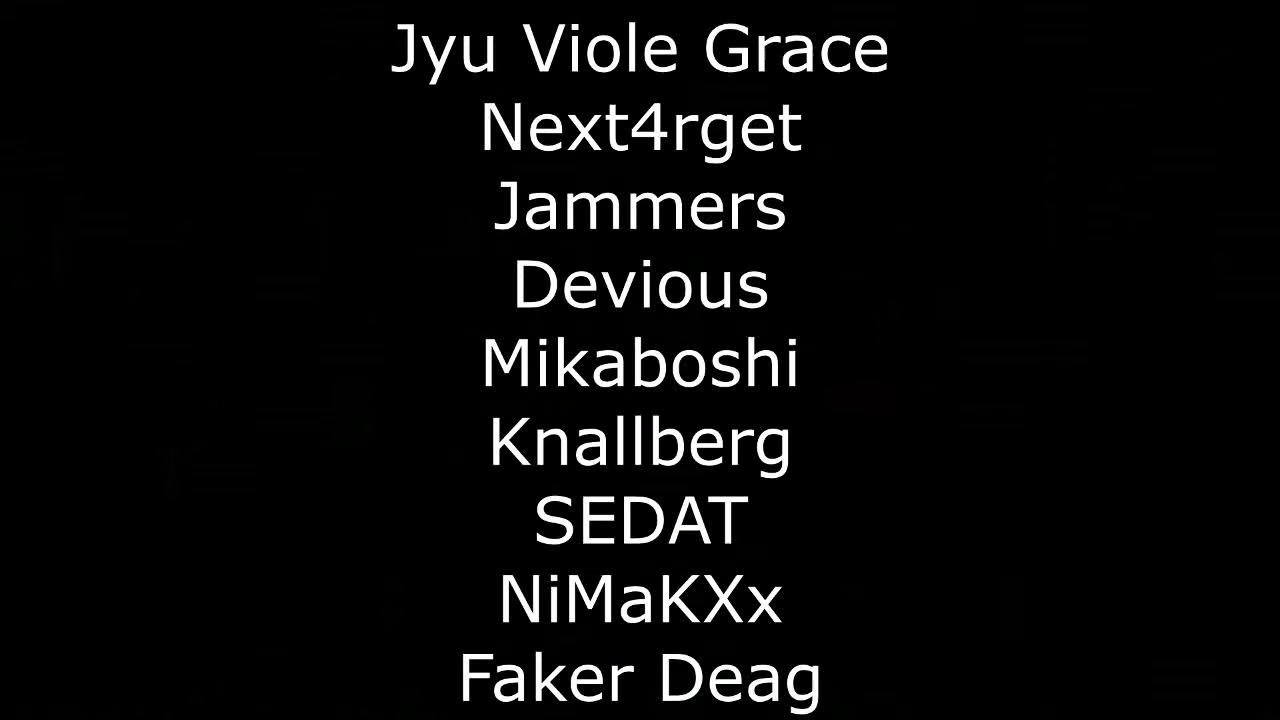 Jyu Viole Grace
Next4rget
Jammers
Devious
Mikaboshi
Knallberg
SEDAT
NiMaKXx
Faker Deag